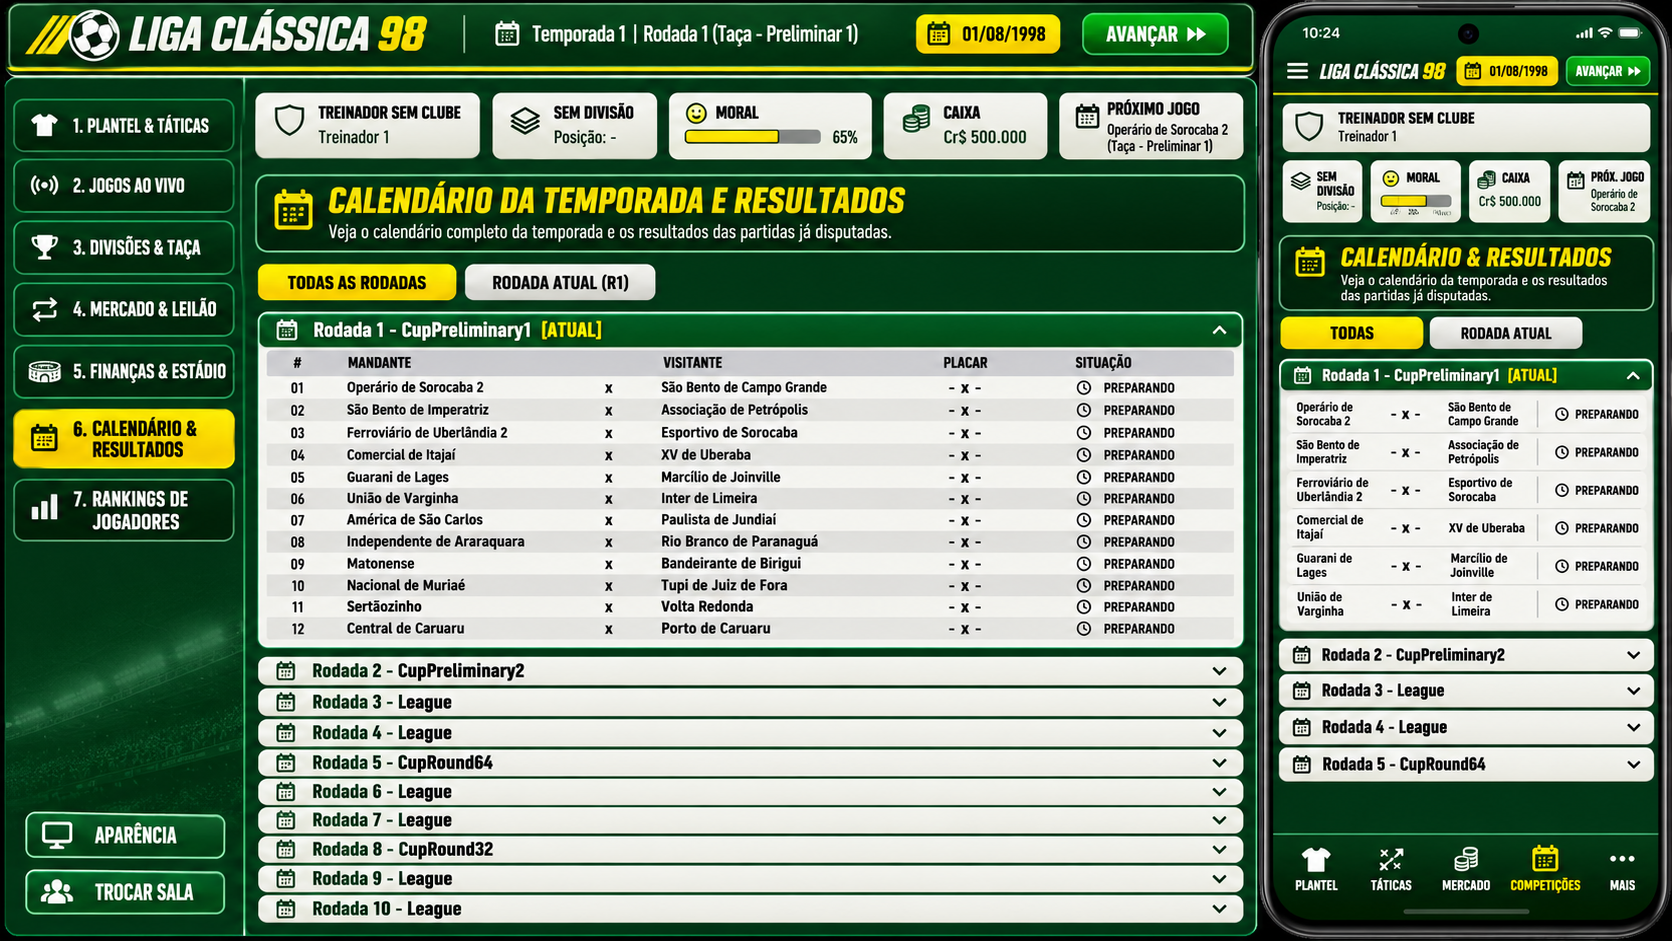 LIGA CLÁSSICA 98
Temporada 1 | Rodada 1 (Taça - Preliminar 1)
01/08/1998
AVANÇAR
1. PLANTEL & TÁTICAS
2. JOGOS AO VIVO
3. DIVISÕES & TAÇA
4. MERCADO & LEILÃO
5. FINANÇAS & ESTÁDIO
6. CALENDÁRIO &
RESULTADOS
7. RANKINGS DE
JOGADORES
APARÊNCIA
TROCAR SALA
TREINADOR SEM CLUBE
Treinador 1
SEM DIVISÃO
Posição: -
MORAL
65%
CAIXA
Cr$ 500.000
PRÓXIMO JOGO
Operário de Sorocaba 2
(Taça - Preliminar 1)
CALENDÁRIO DA TEMPORADA E RESULTADOS
Veja o calendário completo da temporada e os resultados das partidas já disputadas.
TODAS AS RODADAS
RODADA ATUAL (R1)
Rodada 1 - CupPreliminary1 [ATUAL]
# MANDANTE VISITANTE PLACAR SITUAÇÃO
01 Operário de Sorocaba 2 x São Bento de Campo Grande - x - PREPARANDO
02 São Bento de Imperatriz x Associação de Petrópolis - x - PREPARANDO
03 Ferroviário de Uberlândia 2 x Esportivo de Sorocaba - x - PREPARANDO
04 Comercial de Itajaí x XV de Uberaba - x - PREPARANDO
05 Guarani de Lages x Marcílio de Joinville - x - PREPARANDO
06 União de Varginha x Inter de Limeira - x - PREPARANDO
07 América de São Carlos x Paulista de Jundiaí - x - PREPARANDO
08 Independente de Araraquara x Rio Branco de Paranaguá - x - PREPARANDO
09 Matonense x Bandeirante de Birigui - x - PREPARANDO
10 Nacional de Muriaé x Tupi de Juiz de Fora - x - PREPARANDO
11 Sertãozinho x Volta Redonda - x - PREPARANDO
12 Central de Caruaru x Porto de Caruaru - x - PREPARANDO
Rodada 2 - CupPreliminary2
Rodada 3 - League
Rodada 4 - League
Rodada 5 - CupRound64
Rodada 6 - League
Rodada 7 - League
Rodada 8 - CupRound32
Rodada 9 - League
Rodada 10 - League
10:24
LIGA CLÁSSICA 98
01/08/1998
AVANÇAR
TREINADOR SEM CLUBE
Treinador 1
SEM
DIVISÃO
Posição: -
MORAL
CAIXA
Cr$ 500.000
PRÓX. JOGO
Operário de
Sorocaba 2
CALENDÁRIO & RESULTADOS
Veja o calendário da temporada e os resultados
das partidas já disputadas.
TODAS
RODADA ATUAL
Rodada 1 - CupPreliminary1 [ATUAL]
Operário de
Sorocaba 2
- x -
São Bento de
Campo Grande
PREPARANDO
São Bento de
Imperatriz
- x -
Associação de
Petrópolis
PREPARANDO
Ferroviário de
Uberlândia 2
- x -
Esportivo de
Sorocaba
PREPARANDO
Comercial de
Itajaí
- x -
XV de Uberaba
PREPARANDO
Guarani de
Lages
- x -
Marcílio de
Joinville
PREPARANDO
União de
Varginha
- x -
Inter de
Limeira
PREPARANDO
Rodada 2 - CupPreliminary2
Rodada 3 - League
Rodada 4 - League
Rodada 5 - CupRound64
PLANTEL
TÁTICAS
MERCADO
COMPETIÇÕES
MAIS